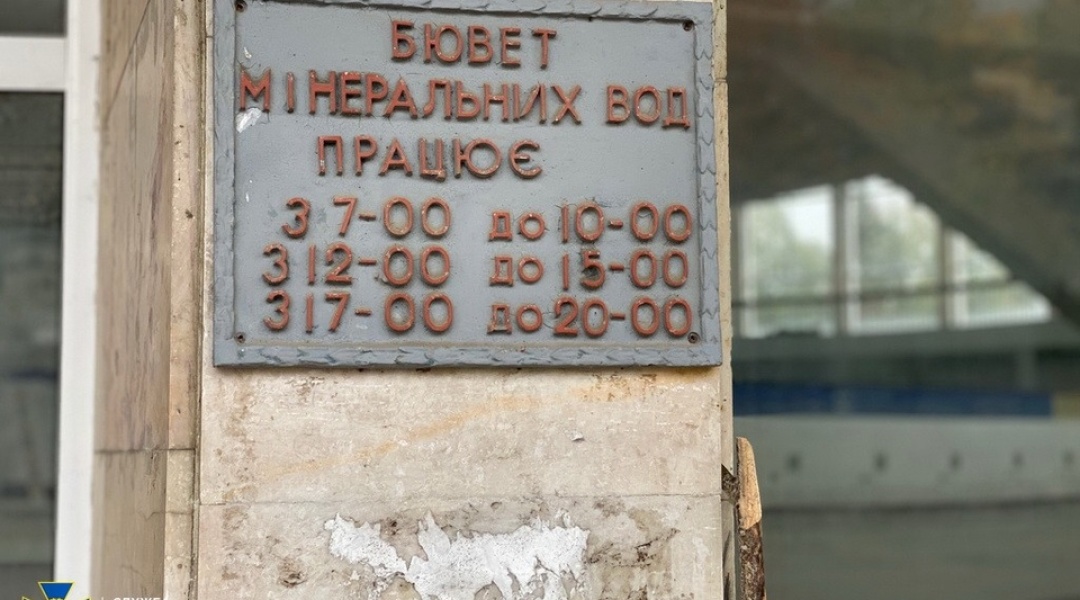 БЮВЕТ
МІНЕРАЛЬНИХ ВОД
ПРАЦЮЄ
З 7-00 до 10-00
З 12-00 до 15-00
З 17-00 до 20-00